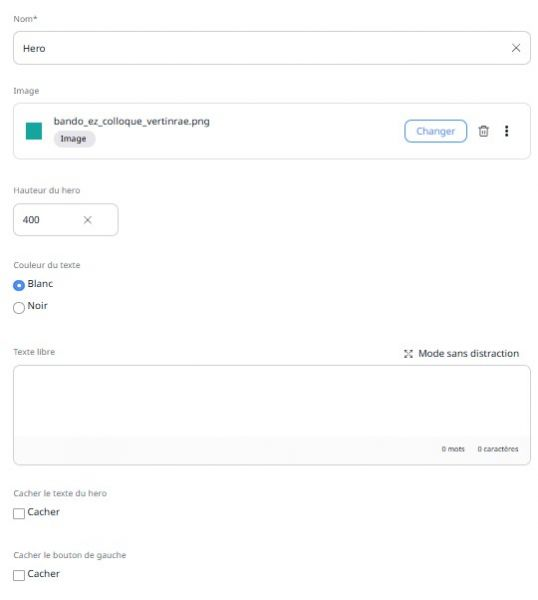 Nom*
Hero
Image
bando_ez_colloque_vertinrae.png
Image
Changer
Hauteur du hero
400
Couleur du texte
Blanc
Noir
Texte libre
Mode sans distraction
0 mots 0 caractères
Cacher le texte du hero
Cacher
Cacher le bouton de gauche
Cacher